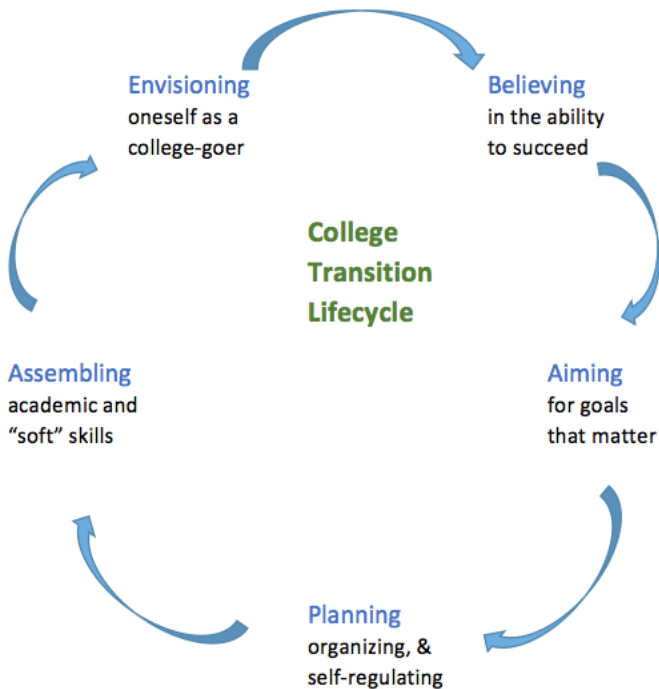 Envisioning
oneself as a
college-goer
Believing
in the ability
to succeed
College
Transition
Lifecycle
Assembling
academic and
“soft” skills
Aiming
for goals
that matter
Planning
organizing, &
self-regulating